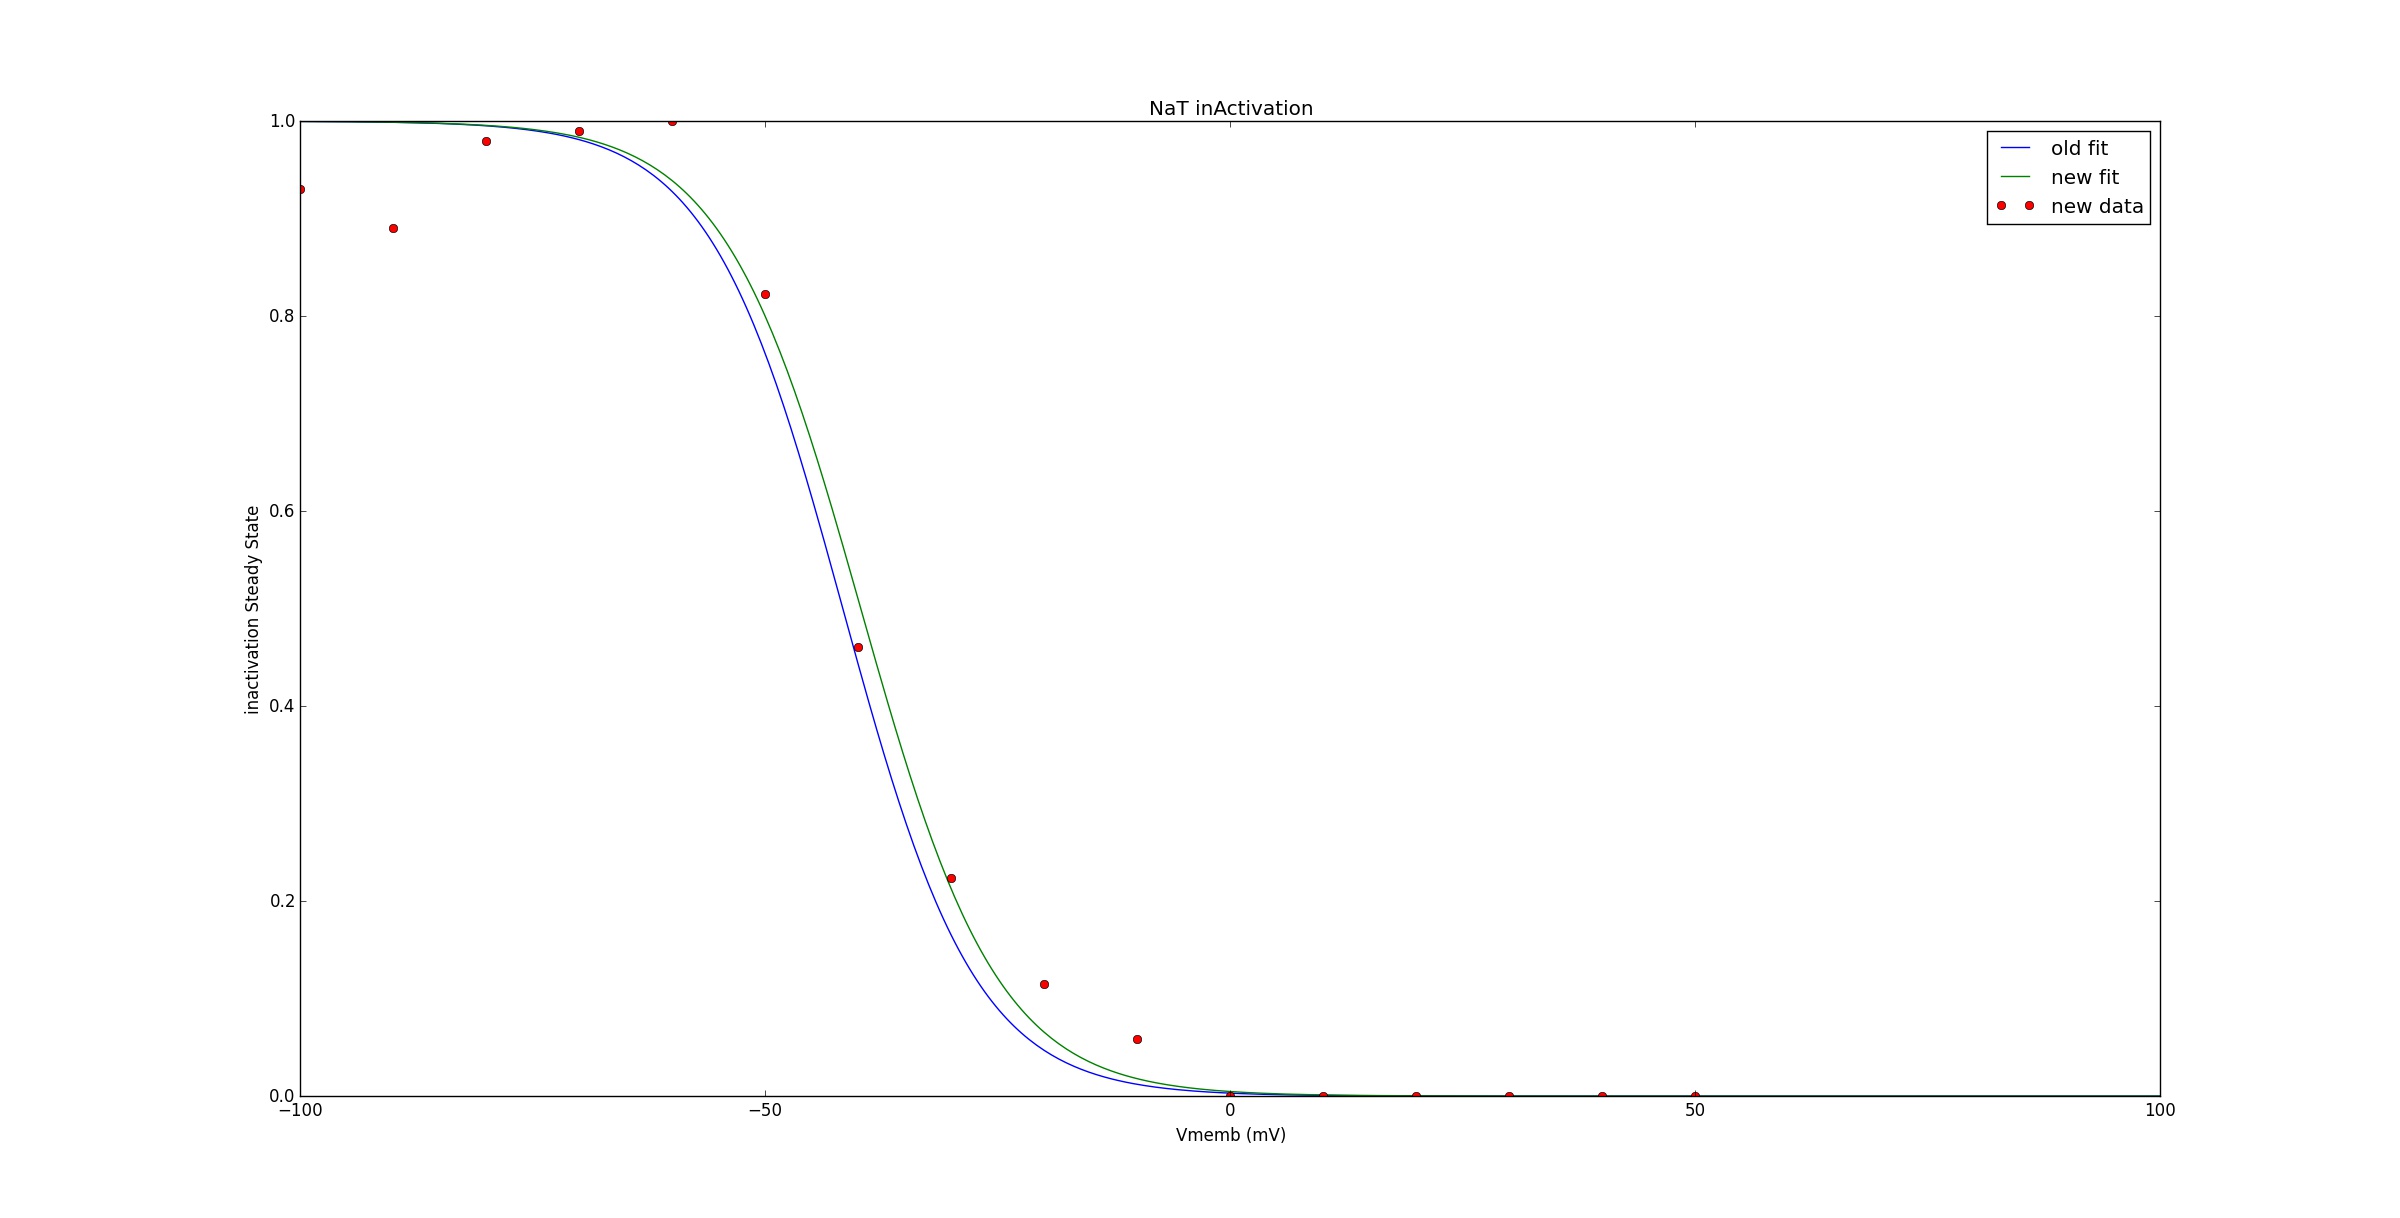 NaT inActivation
1.0
0.8
0.6
0.4
0.2
0.0
inactivation Steady State
old fit
new fit
new data
−100
−50
0
50
100
Vmemb (mV)